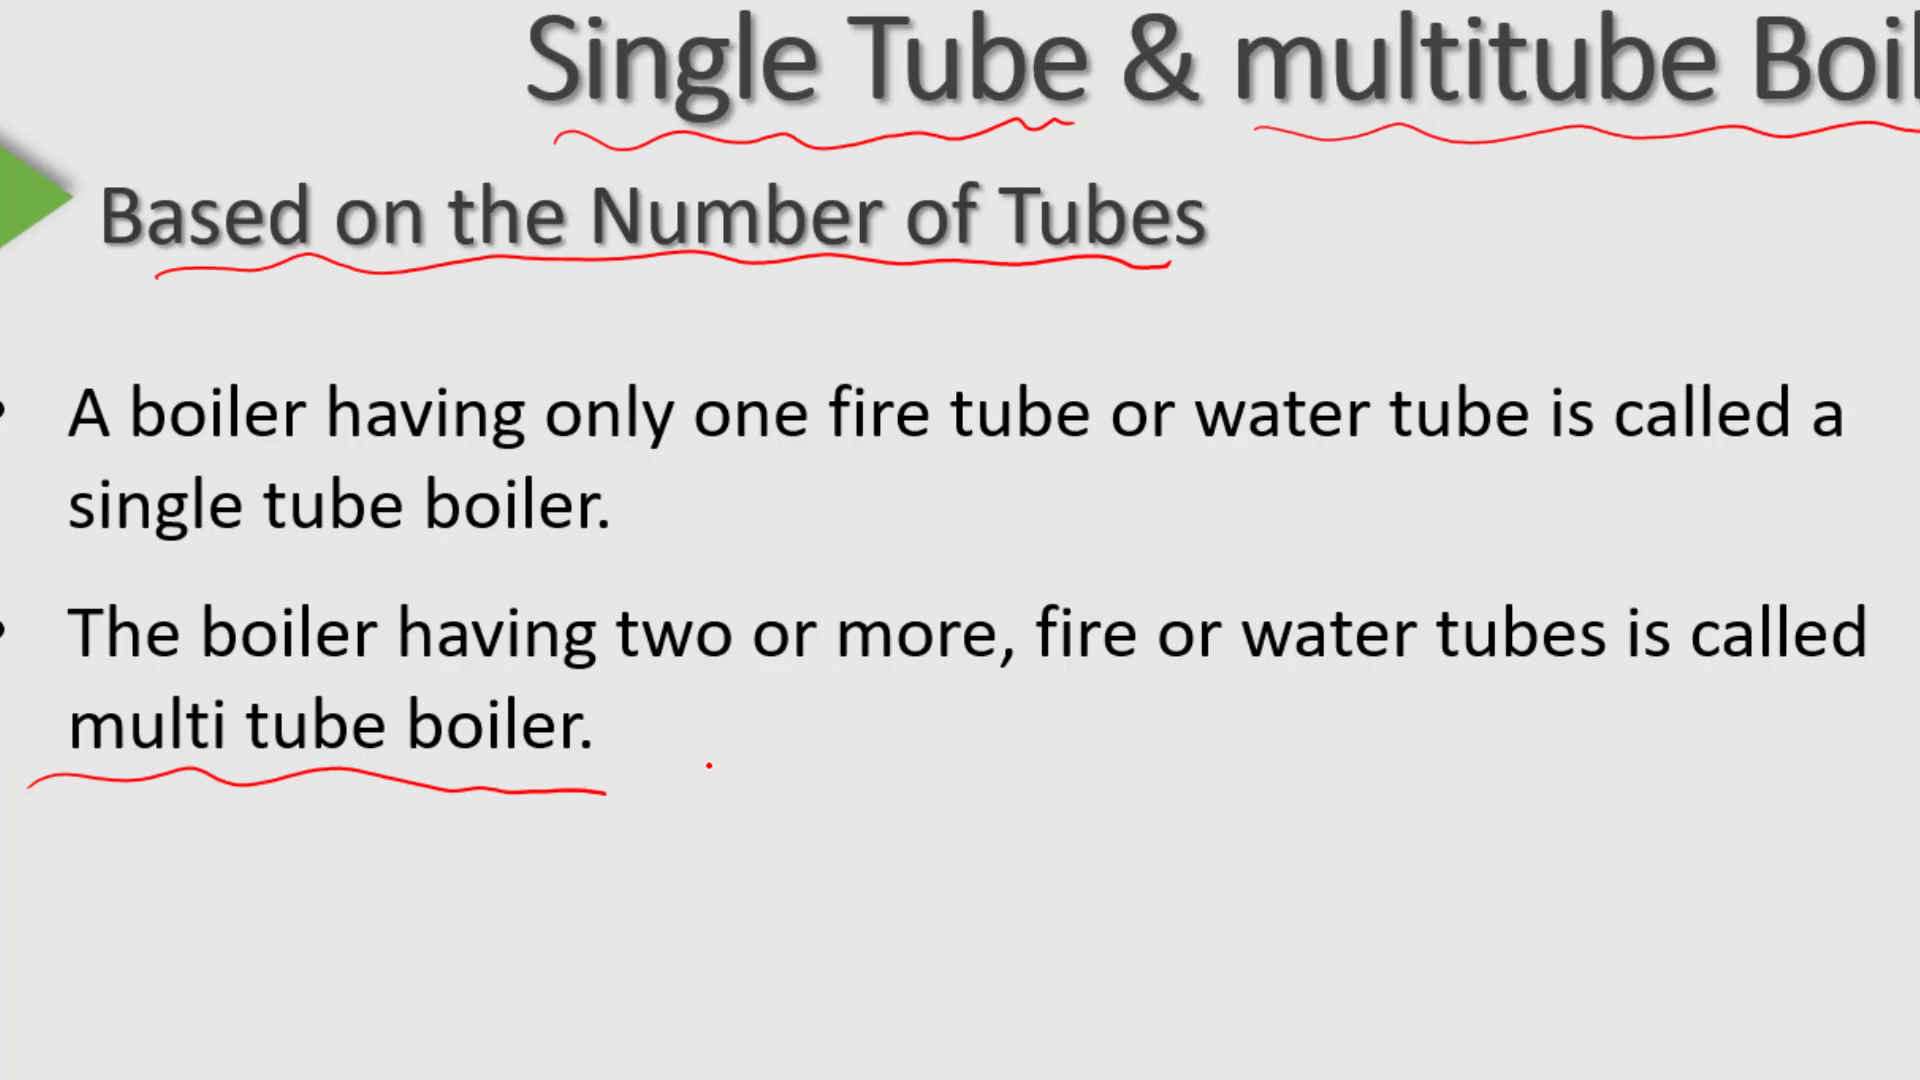 Single Tube & multitube Boil
Based on the Number of Tubes
• A boiler having only one fire tube or water tube is called a
single tube boiler.
• The boiler having two or more, fire or water tubes is called
multi tube boiler.